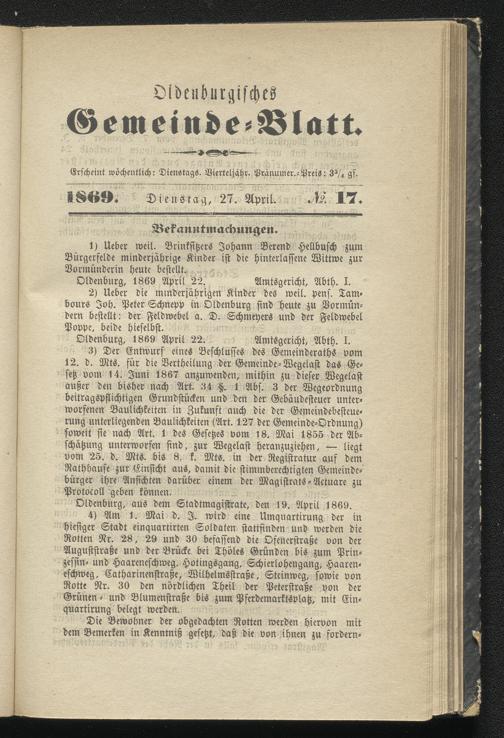 Oldenburgisches
Gemeinde-Blatt.
Erscheint wöchentlich: Dienstags. Vierteljähr. Pränumer.-Preis: 3¾ gs.
1869. Dienstag, 27. April. № 17.
Bekanntmachungen.
1) Ueber weil. Brinksitzers Johann Berend Hellbusch zum
Bürgerfelde minderjährige Kinder ist die hinterlassene Wittwe zur
Vormünderin heute bestellt.
Oldenburg, 1869 April 22. Amtsgericht, Abth. I.
2) Ueber die minderjährigen Kinder des weil. pens. Tam-
bours Joh. Peter Schnepp in Oldenburg sind heute zu Vormün-
dern bestellt: der Feldwebel a. D. Schmeyers und der Feldwebel
Poppe, beide hieselbst.
Oldenburg, 1869 April 22. Amtsgericht, Abth. I.
3) Der Entwurf eines Beschlusses des Gemeinderaths vom
12. d. Mts. für die Vertheilung der Gemeinde-Wegelast das Ge-
setz vom 14. Juni 1867 anzuwenden, mithin zu dieser Wegelast
außer den bisher nach Art. 34 §. 1 Abs. 3 der Wegeordnung
beitragspflichtigen Grundstücken und den der Gebäudesteuer unter-
worfenen Baulichkeiten in Zukunft auch die der Gemeindebesteue-
rung unterliegenden Baulichkeiten (Art. 127 der Gemeinde-Ordnung)
soweit sie nach Art. 1 des Gesetzes vom 18. Mai 1855 der Ab-
schätzung unterworfen sind, zur Wegelast heranzuziehen, — liegt
vom 25. d. Mts. bis 8. k. Mts. in der Registratur auf dem
Rathhause zur Einsicht aus, damit die stimmberechtigten Gemeinde-
bürger ihre Ansichten darüber einem der Magistrats-Actuare zu
Protocoll geben können.
Oldenburg, aus dem Stadtmagistrate, den 19. April 1869.
4) Am 1. Mai d. J. wird eine Umquartirung der in
hiesiger Stadt einquartirten Soldaten stattfinden und werden die
Rotten Nr. 28, 29 und 30 befassend die Ofenerstraße von der
Auguststraße und der Brücke bei Thöles Gründen bis zum Prin-
zessin- und Haareneschweg, Hotingsgang, Schierlohengang, Haaren-
eschweg, Catharinenstraße, Wilhelmsstraße, Steinweg, sowie von
Rotte Nr. 30 den nördlichen Theil der Peterstraße von der
Grünen- und Blumenstraße bis zum Pferdemarktsplatz, mit Ein-
quartirung belegt werden.
Die Bewohner der obgedachten Rotten werden hiervon mit
dem Bemerken in Kenntniß gesetzt, daß die von ihnen zu fordern-